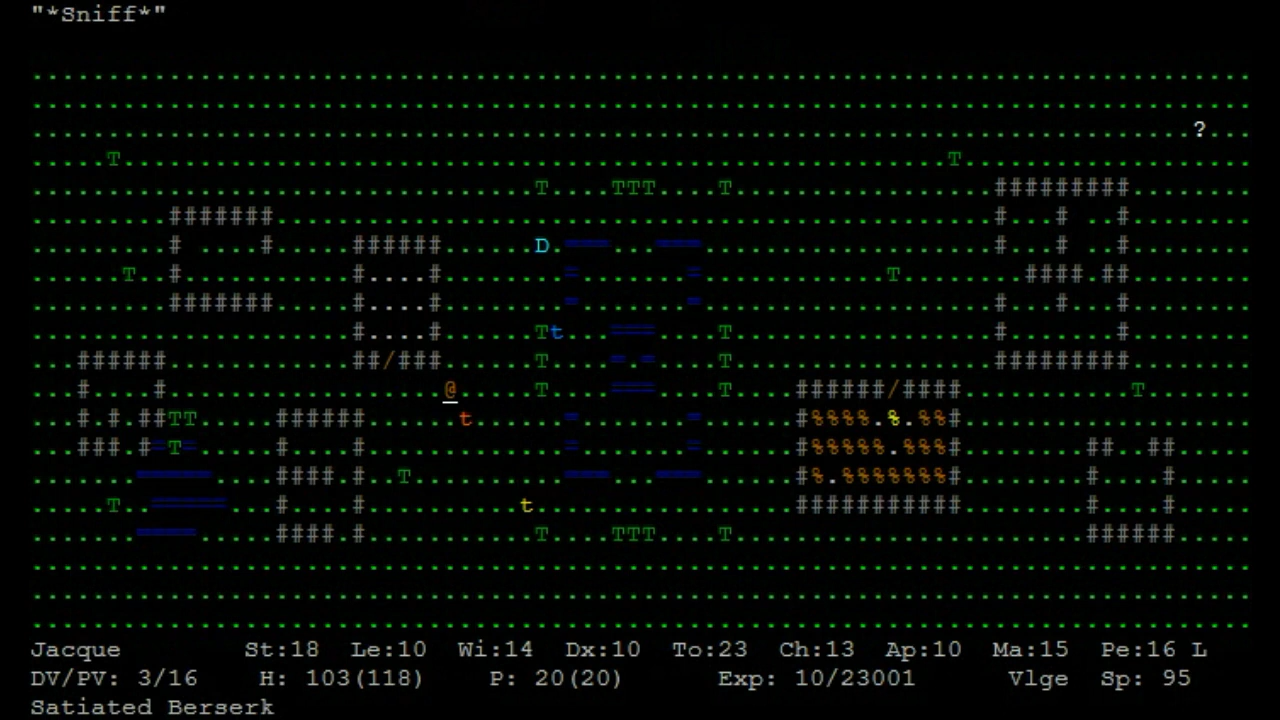 "*Sniff*"
Jacque St:18 Le:10 Wi:14 Dx:10 To:23 Ch:13 Ap:10 Ma:15 Pe:16 L
DV/PV: 3/16 H: 103(118) P: 20(20) Exp: 10/23001 Vlge Sp: 95
Satiated Berserk